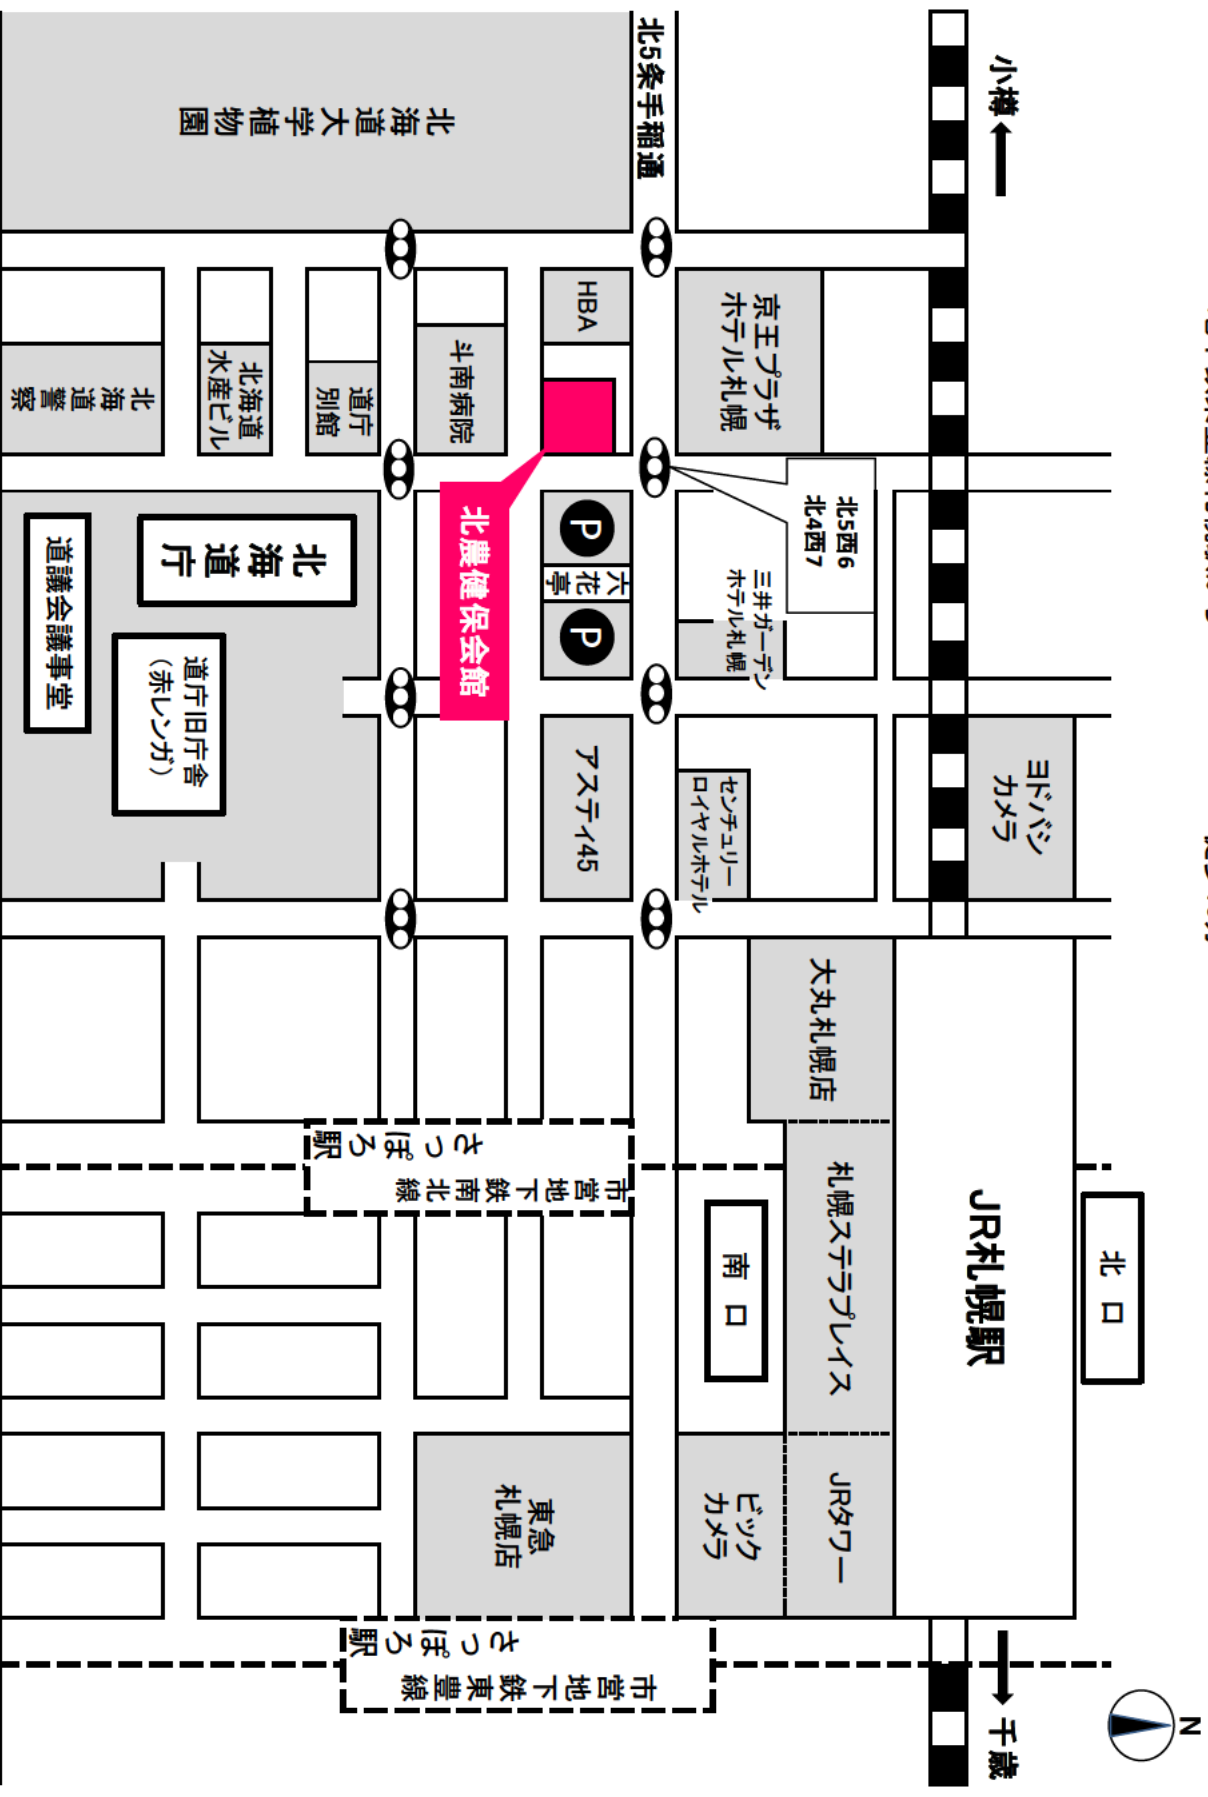 N
北 口
小樽
千歳
ヨドバシ
カメラ
JR札幌駅
北5西6
北4西7
大丸札幌店
札幌ステラプレイス
JRタワー
京王プラザ
ホテル札幌
三井ガーデン
ホテル札幌
センチュリー
ロイヤルホテル
南 口
ビック
カメラ
北5条手稲通
HBA
P
六花亭
P
アスティ45
東急
札幌店
市営地下鉄南北線
さっぽろ駅
市営地下鉄東豊線
さっぽろ駅
北海道大学植物園
斗南病院
北農健保会館
道庁
別館
北海道
水産ビル
北海道警察
北海道庁
道庁旧庁舎
（赤レンガ）
道議会議事堂